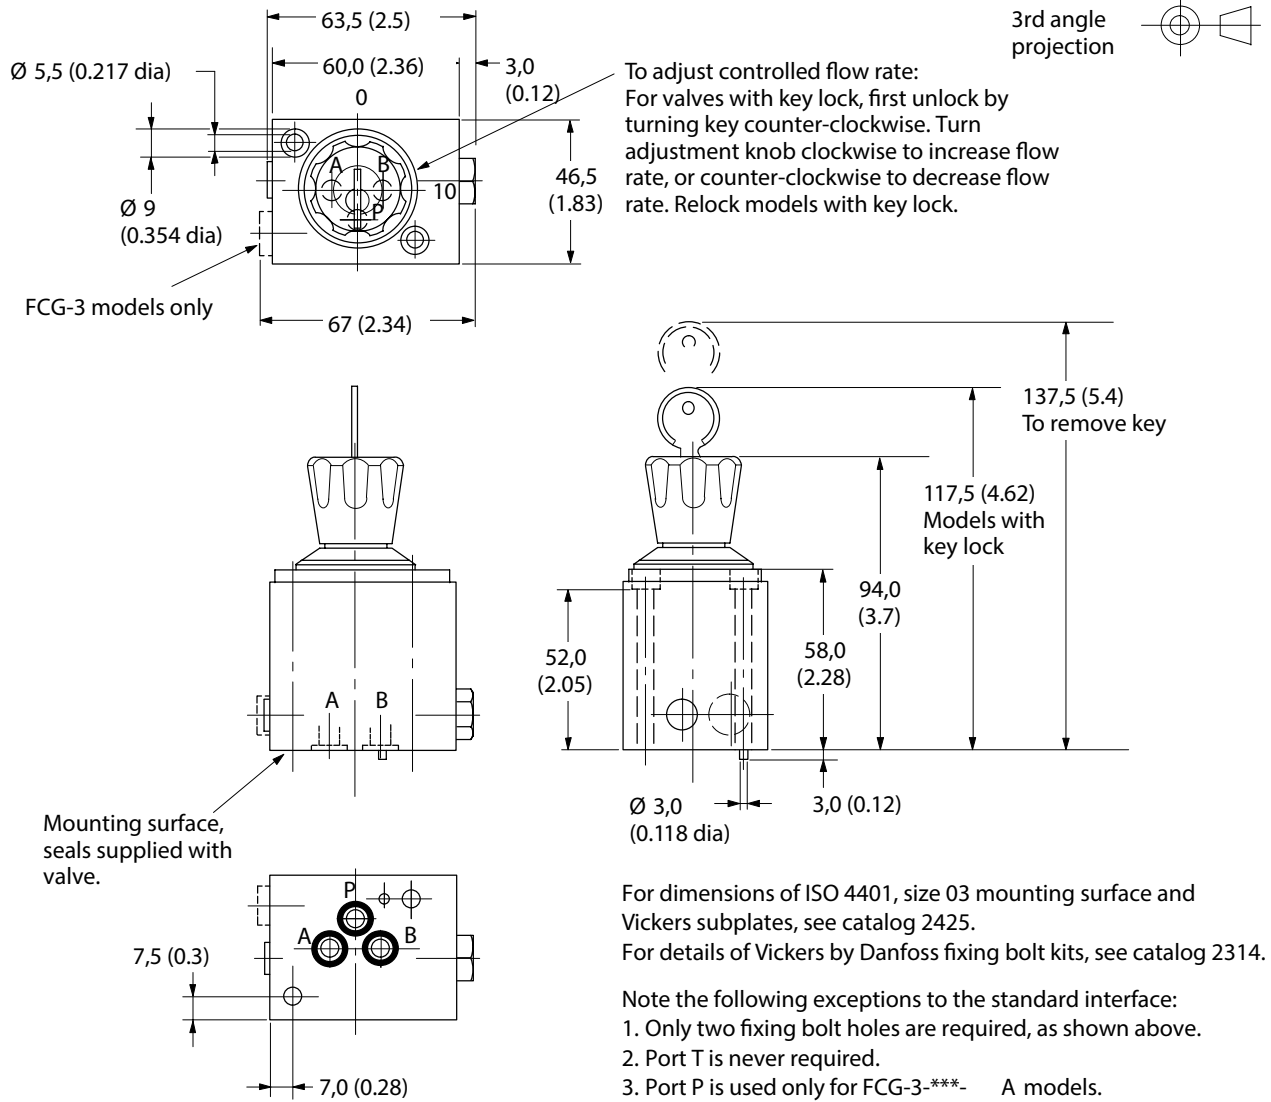 63,5 (2.5)
3rd angle
projection
Ø 5,5 (0.217 dia)
60,0 (2.36)
3,0
(0.12)
0
To adjust controlled flow rate:
For valves with key lock, first unlock by
turning key counter-clockwise. Turn
adjustment knob clockwise to increase flow
rate, or counter-clockwise to decrease flow
rate. Relock models with key lock.
A
B
10
P
46,5
(1.83)
Ø 9
(0.354 dia)
FCG-3 models only
67 (2.34)
137,5 (5.4)
To remove key
117,5 (4.62)
Models with
key lock
94,0
(3.7)
52,0
(2.05)
58,0
(2.28)
A
B
Ø 3,0
(0.118 dia)
3,0 (0.12)
Mounting surface,
seals supplied with
valve.
P
A
B
7,5 (0.3)
7,0 (0.28)
For dimensions of ISO 4401, size 03 mounting surface and
Vickers subplates, see catalog 2425.
For details of Vickers by Danfoss fixing bolt kits, see catalog 2314.
Note the following exceptions to the standard interface:
1. Only two fixing bolt holes are required, as shown above.
2. Port T is never required.
3. Port P is used only for FCG-3-***- A models.